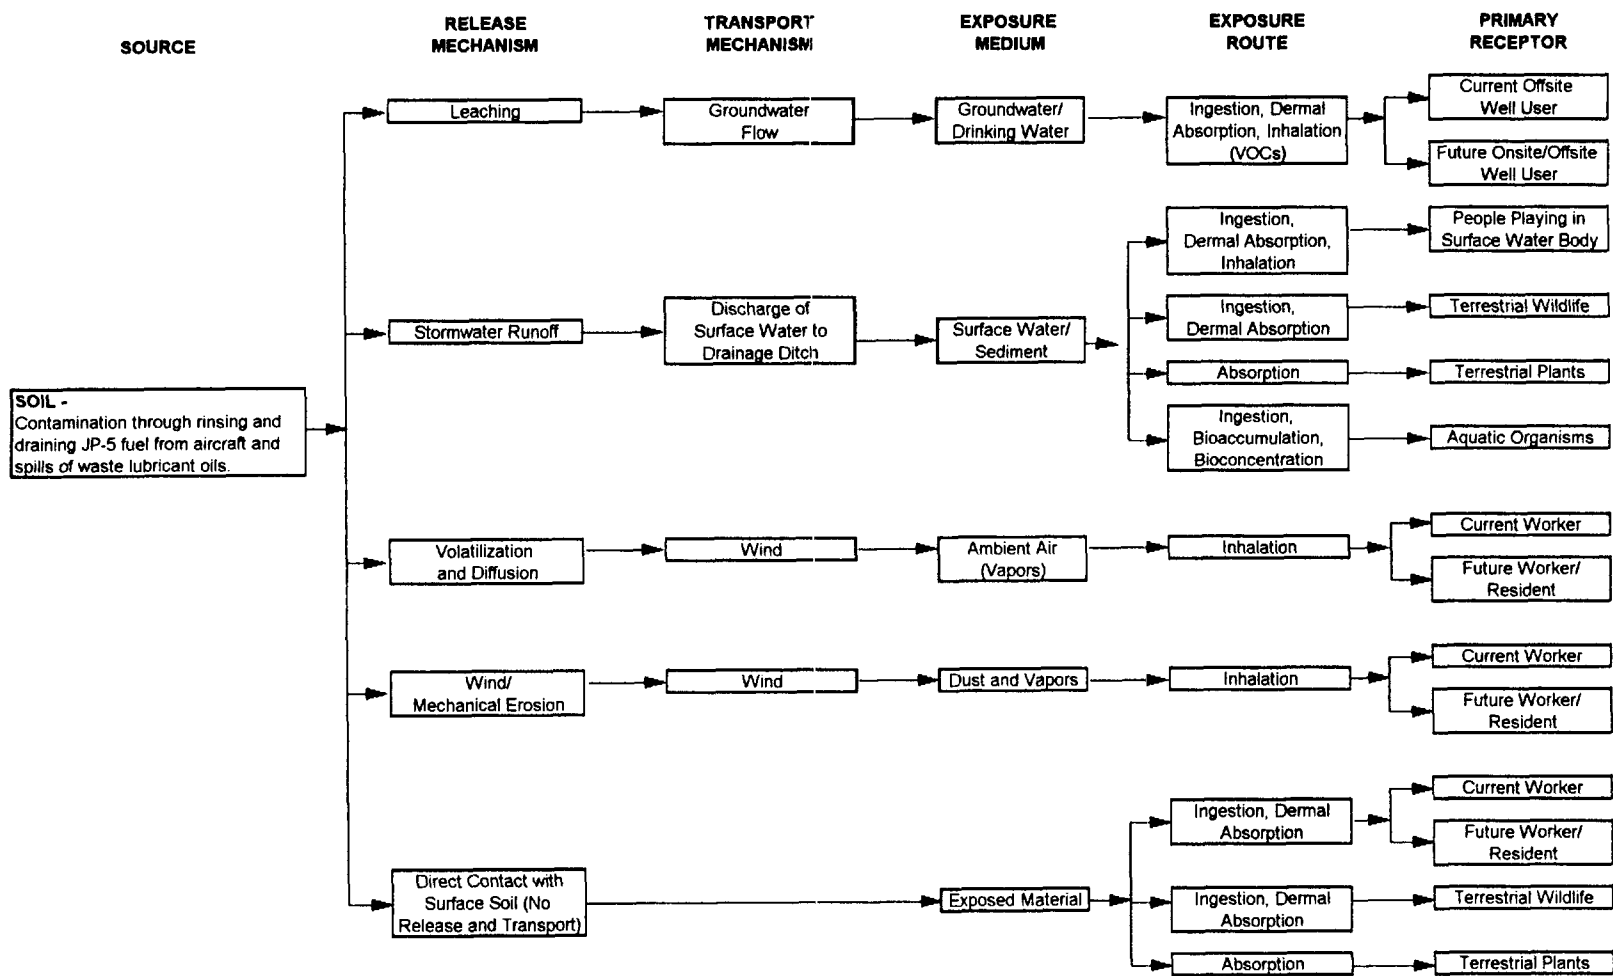 SOURCE
RELEASE
MECHANISM
TRANSPORT
MECHANISM
EXPOSURE
MEDIUM
EXPOSURE
ROUTE
PRIMARY
RECEPTOR
SOIL -
Contamination through rinsing and
draining JP-5 fuel from aircraft and
spills of waste lubricant oils.
Leaching
Groundwater
Flow
Groundwater/
Drinking Water
Ingestion, Dermal
Absorption, Inhalation
(VOCs)
Current Offsite
Well User
Future Onsite/Offsite
Well User
Stormwater Runoff
Discharge of
Surface Water to
Drainage Ditch
Surface Water/
Sediment
Ingestion,
Dermal Absorption,
Inhalation
People Playing in
Surface Water Body
Ingestion,
Dermal Absorption
Terrestrial Wildlife
Absorption
Terrestrial Plants
Ingestion,
Bioaccumulation,
Bioconcentration
Aquatic Organisms
Volatilization
and Diffusion
Wind
Ambient Air
(Vapors)
Inhalation
Current Worker
Future Worker/
Resident
Wind/
Mechanical Erosion
Wind
Dust and Vapors
Inhalation
Current Worker
Future Worker/
Resident
Direct Contact with
Surface Soil (No
Release and Transport)
Exposed Material
Ingestion, Dermal
Absorption
Current Worker
Future Worker/
Resident
Ingestion, Dermal
Absorption
Terrestrial Wildlife
Absorption
Terrestrial Plants